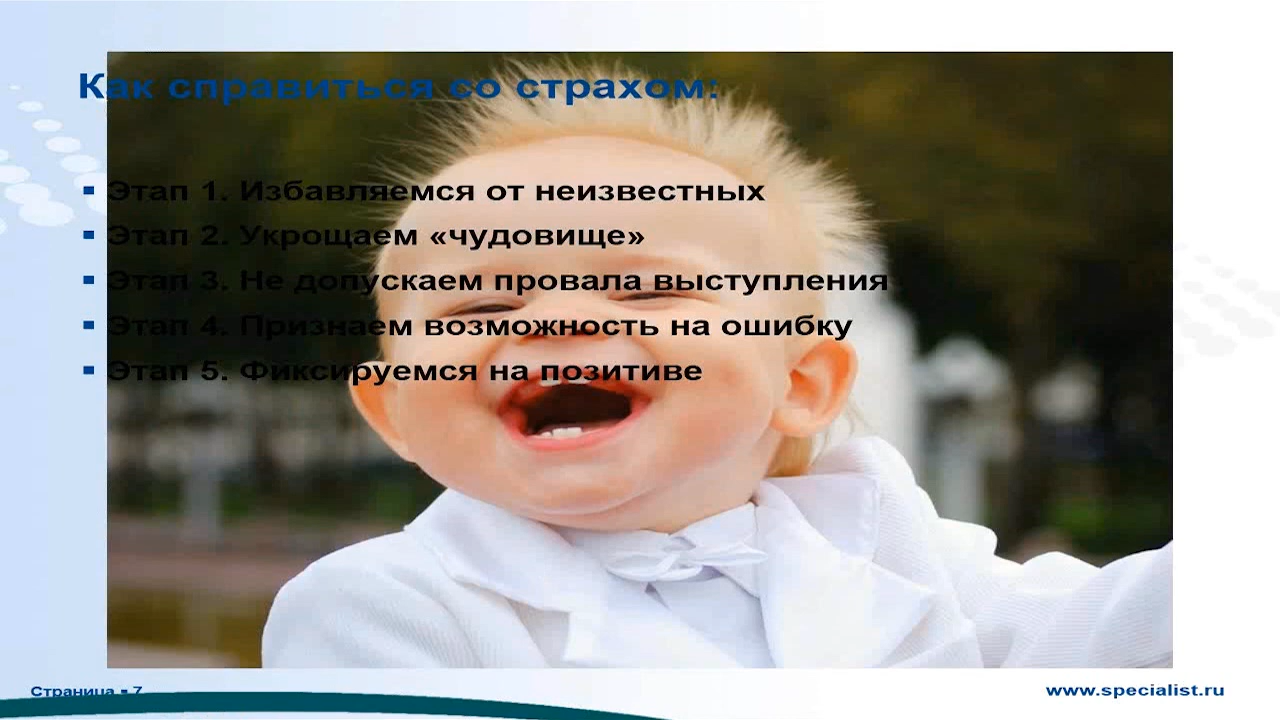 Как справиться со страхом:
Этап 1. Избавляемся от неизвестных
Этап 2. Укрощаем «чудовище»
Этап 3. Не допускаем провала выступления
Этап 4. Признаем возможность на ошибку
Этап 5. Фиксируемся на позитиве
Страница ▪ 7
www.specialist.ru